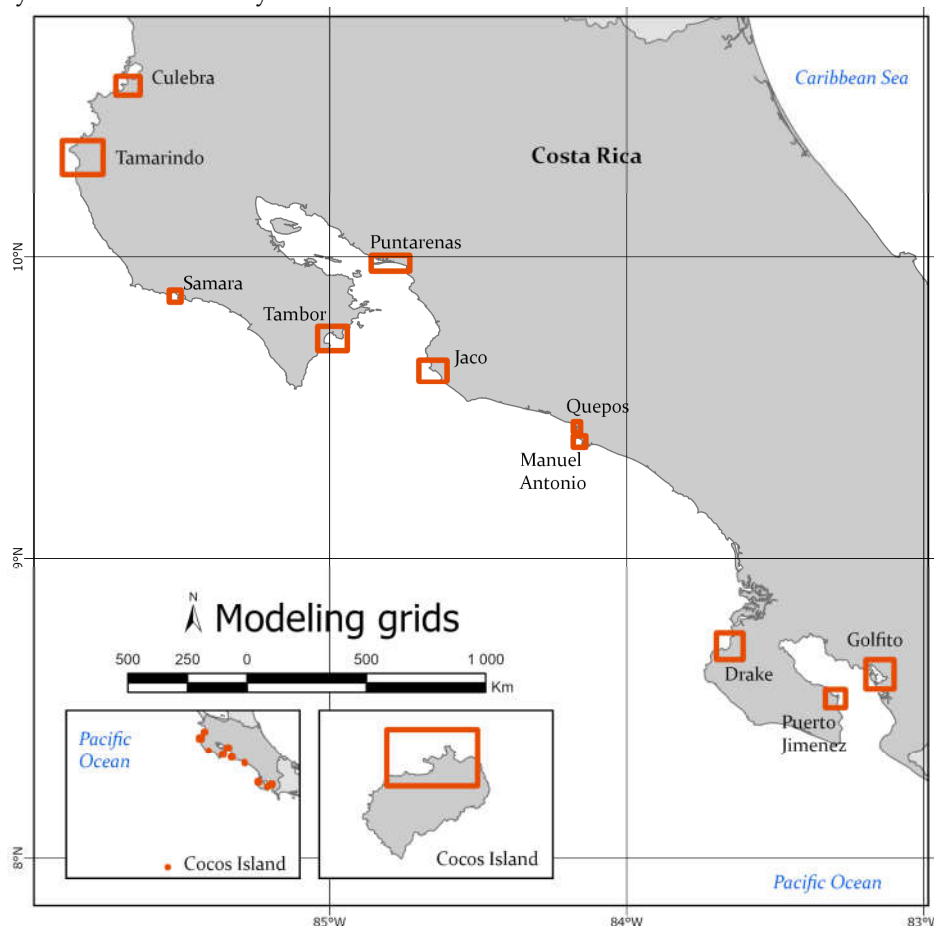 Culebra
Caribbean Sea
Tamarindo
Costa Rica
Puntarenas
10°N
Samara
Tambor
Jaco
Quepos
Manuel
Antonio
9°N
N
Modeling grids
500 250 0 500 1 000
Km
Golfito
Drake
Puerto
Jimenez
Pacific
Ocean
Cocos Island
Cocos Island
8°N
Pacific Ocean
85°W 84°W 83°W